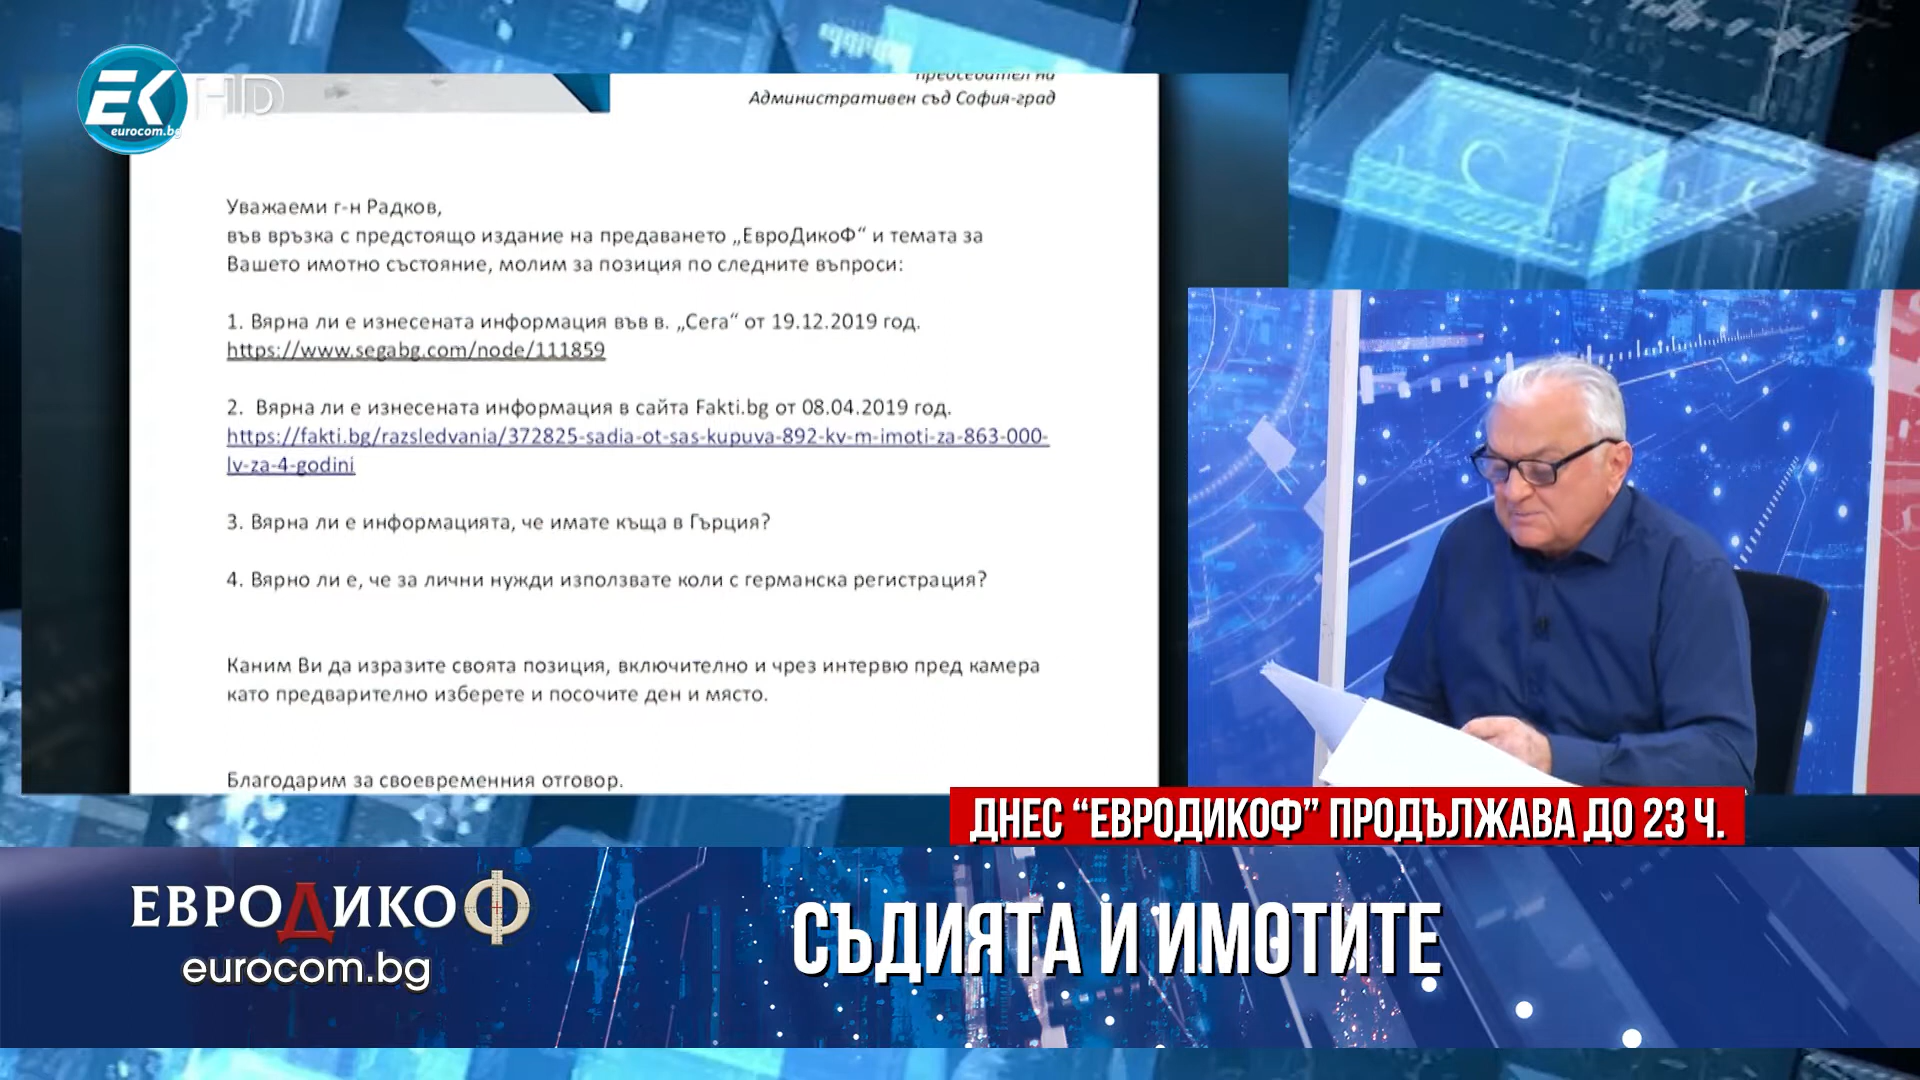 EK HD
eurocom.bg
председател на
Административен съд София-град
Уважаеми г-н Радков,
във връзка с предстоящо издание на предаването „ЕвроДикоФ“ и темата за
Вашето имотно състояние, молим за позиция по следните въпроси:
1. Вярна ли е изнесената информация във в. „Сега“ от 19.12.2019 год.
https://www.segabg.com/node/111859
2. Вярна ли е изнесената информация в сайта Fakti.bg от 08.04.2019 год.
https://fakti.bg/razsledvania/372825-sadia-ot-sas-kupuva-892-kv-m-imoti-za-863-000-
lv-za-4-godini
3. Вярна ли е информацията, че имате къща в Гърция?
4. Вярно ли е, че за лични нужди използвате коли с германска регистрация?
Каним Ви да изразите своята позиция, включително и чрез интервю пред камера
като предварително изберете и посочите ден и място.
Благодарим за своевременния отговор.
ДНЕС “ЕВРОДИКОФ” ПРОДЪЛЖАВА ДО 23 Ч.
ЕВРОДИКОФ
eurocom.bg
СЪДИЯТА И ИМОТИТЕ